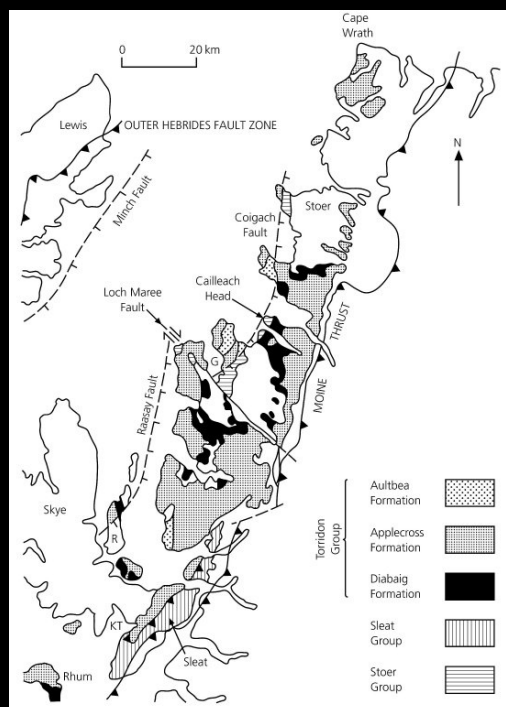 Cape
Wrath
0
20 km
Lewis
OUTER HEBRIDES FAULT ZONE
N
Minch Fault
Stoer
Coigach
Fault
Cailleach
Head
Loch Maree
Fault
THRUST
G
MOINE
Raasay Fault
Skye
R
KT
Sleat
Rhum
Torridon
Group
Aultbea
Formation
Applecross
Formation
Diabaig
Formation
Sleat
Group
Stoer
Group